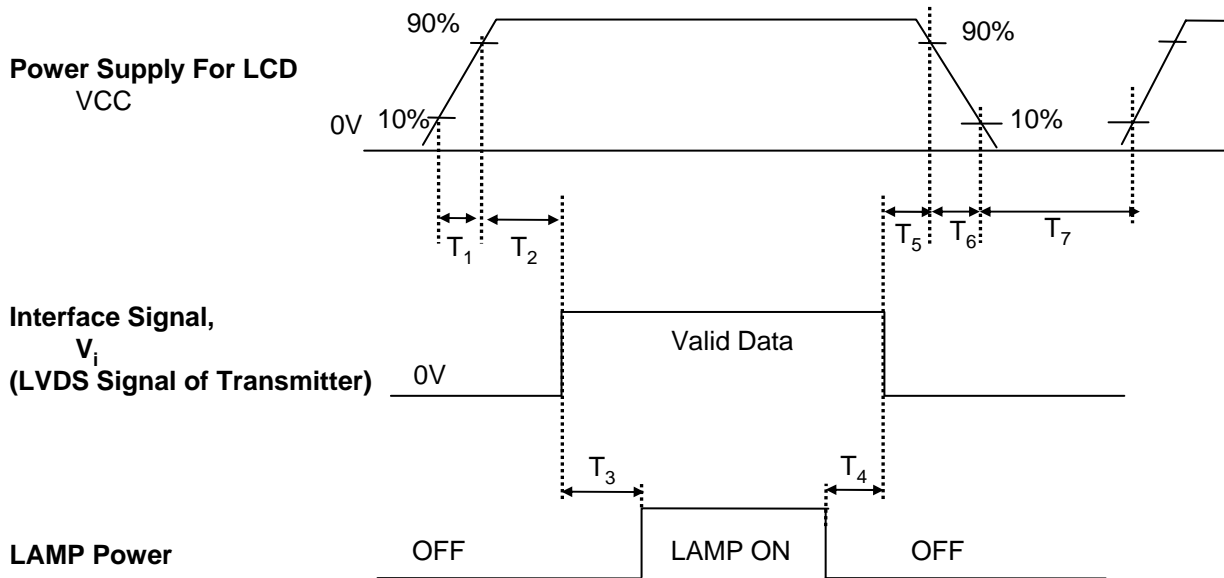 90%
90%
Power Supply For LCD
VCC
0V
10%
10%
T1
T2
T5
T6
T7
Interface Signal,
Vi
(LVDS Signal of Transmitter)
0V
Valid Data
T3
T4
LAMP Power
OFF
LAMP ON
OFF